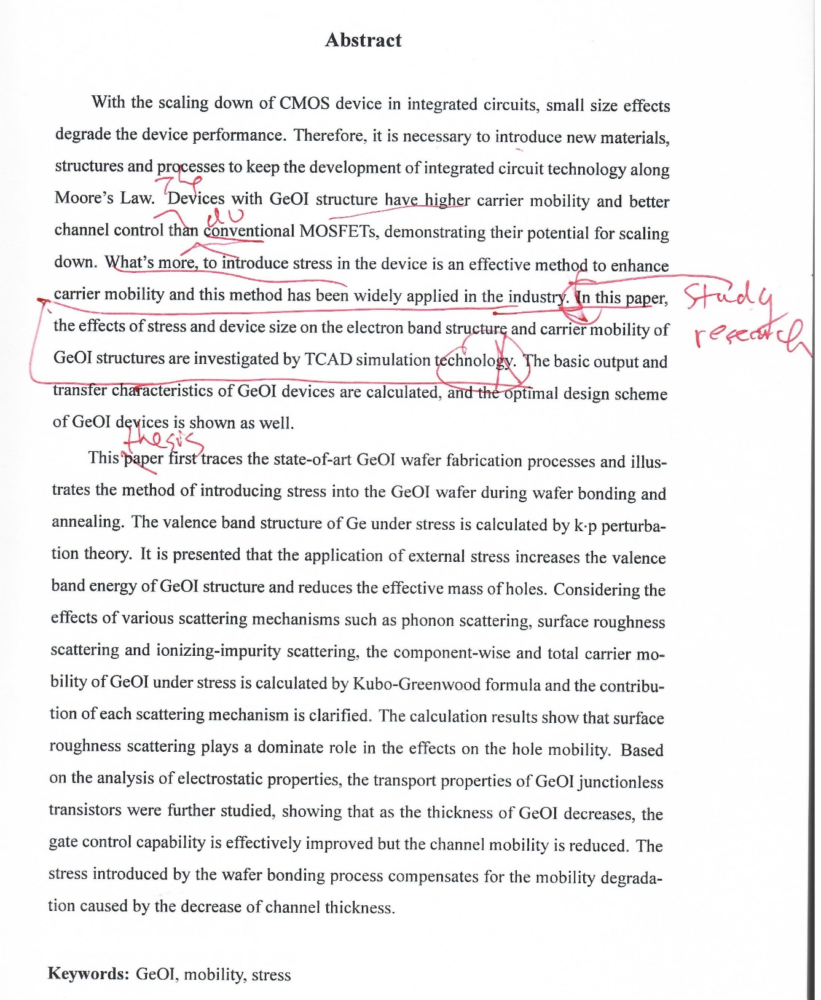 Abstract
With the scaling down of CMOS device in integrated circuits, small size effects
degrade the device performance. Therefore, it is necessary to introduce new materials,
structures and processes to keep the development of integrated circuit technology along
The
Moore's Law. Devices with GeOI structure have higher carrier mobility and better
do
channel control than conventional MOSFETs, demonstrating their potential for scaling
down. What's more, to introduce stress in the device is an effective method to enhance
carrier mobility and this method has been widely applied in the industry. In this paper,
study
research
the effects of stress and device size on the electron band structure and carrier mobility of
GeOI structures are investigated by TCAD simulation technology. The basic output and
transfer characteristics of GeOI devices are calculated, and the optimal design scheme
of GeOI devices is shown as well.
thesis
This paper first traces the state-of-art GeOI wafer fabrication processes and illus-
trates the method of introducing stress into the GeOI wafer during wafer bonding and
annealing. The valence band structure of Ge under stress is calculated by k·p perturba-
tion theory. It is presented that the application of external stress increases the valence
band energy of GeOI structure and reduces the effective mass of holes. Considering the
effects of various scattering mechanisms such as phonon scattering, surface roughness
scattering and ionizing-impurity scattering, the component-wise and total carrier mo-
bility of GeOI under stress is calculated by Kubo-Greenwood formula and the contribu-
tion of each scattering mechanism is clarified. The calculation results show that surface
roughness scattering plays a dominate role in the effects on the hole mobility. Based
on the analysis of electrostatic properties, the transport properties of GeOI junctionless
transistors were further studied, showing that as the thickness of GeOI decreases, the
gate control capability is effectively improved but the channel mobility is reduced. The
stress introduced by the wafer bonding process compensates for the mobility degrada-
tion caused by the decrease of channel thickness.
Keywords: GeOI, mobility, stress